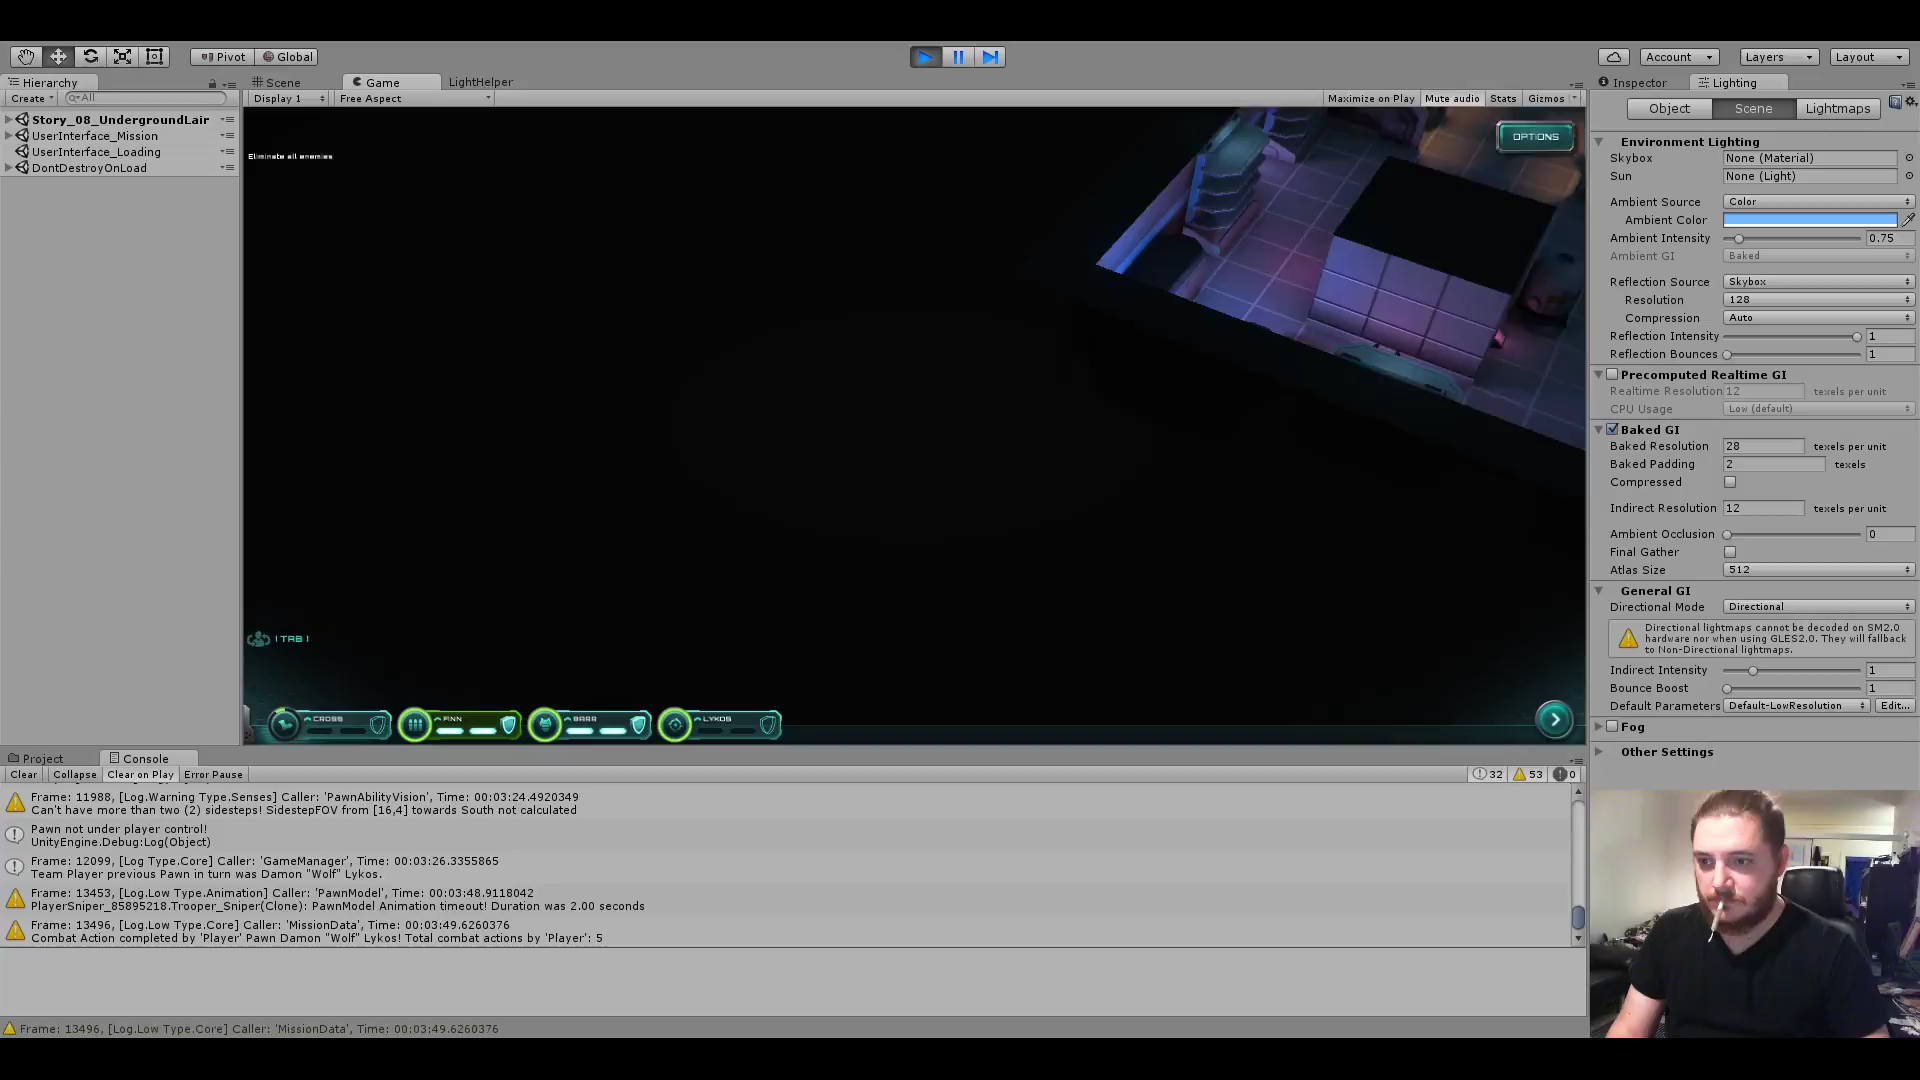 Pivot
Global
Account
Layers
Layout
Hierarchy
Scene
Game
LightHelper
Inspector
Lighting
Create
All
Display 1
Free Aspect
Maximize on Play
Mute audio
Stats
Gizmos
Object
Scene
Lightmaps
Story_08_UndergroundLair
UserInterface_Mission
UserInterface_Loading
DontDestroyOnLoad
Eliminate all enemies
OPTIONS
Environment Lighting
Skybox
None (Material)
Sun
None (Light)
Ambient Source
Color
Ambient Color
Ambient Intensity
0.75
Ambient GI
Baked
Reflection Source
Skybox
Resolution
128
Compression
Auto
Reflection Intensity
1
Reflection Bounces
1
Precomputed Realtime GI
Realtime Resolution
12
texels per unit
CPU Usage
Low (default)
Baked GI
Baked Resolution
28
texels per unit
Baked Padding
2
texels
Compressed
Indirect Resolution
12
texels per unit
Ambient Occlusion
0
Final Gather
Atlas Size
512
General GI
Directional Mode
Directional
Directional lightmaps cannot be decoded on SM2.0
hardware nor when using GLES2.0. They will fallback
to Non-Directional lightmaps.
Indirect Intensity
1
Bounce Boost
1
Default Parameters
Default-LowResolution
Edit...
Fog
Other Settings
[ TAB ]
CROSS
FINN
BARR
LYKOS
Project
Console
Clear
Collapse
Clear on Play
Error Pause
32
53
0
Frame: 11988, [Log.Warning Type.Senses] Caller: 'PawnAbilityVision', Time: 00:03:24.4920349
Can't have more than two (2) sidesteps! SidestepFOV from [16,4] towards South not calculated
Pawn not under player control!
UnityEngine.Debug:Log(Object)
Frame: 12099, [Log Type.Core] Caller: 'GameManager', Time: 00:03:26.3355865
Team Player previous Pawn in turn was Damon "Wolf" Lykos.
Frame: 13453, [Log.Low Type.Animation] Caller: 'PawnModel', Time: 00:03:48.9118042
PlayerSniper_85895218.Trooper_Sniper(Clone): PawnModel Animation timeout! Duration was 2.00 seconds
Frame: 13496, [Log.Low Type.Core] Caller: 'MissionData', Time: 00:03:49.6260376
Combat Action completed by 'Player' Pawn Damon "Wolf" Lykos! Total combat actions by 'Player': 5
Frame: 13496, [Log.Low Type.Core] Caller: 'MissionData', Time: 00:03:49.6260376